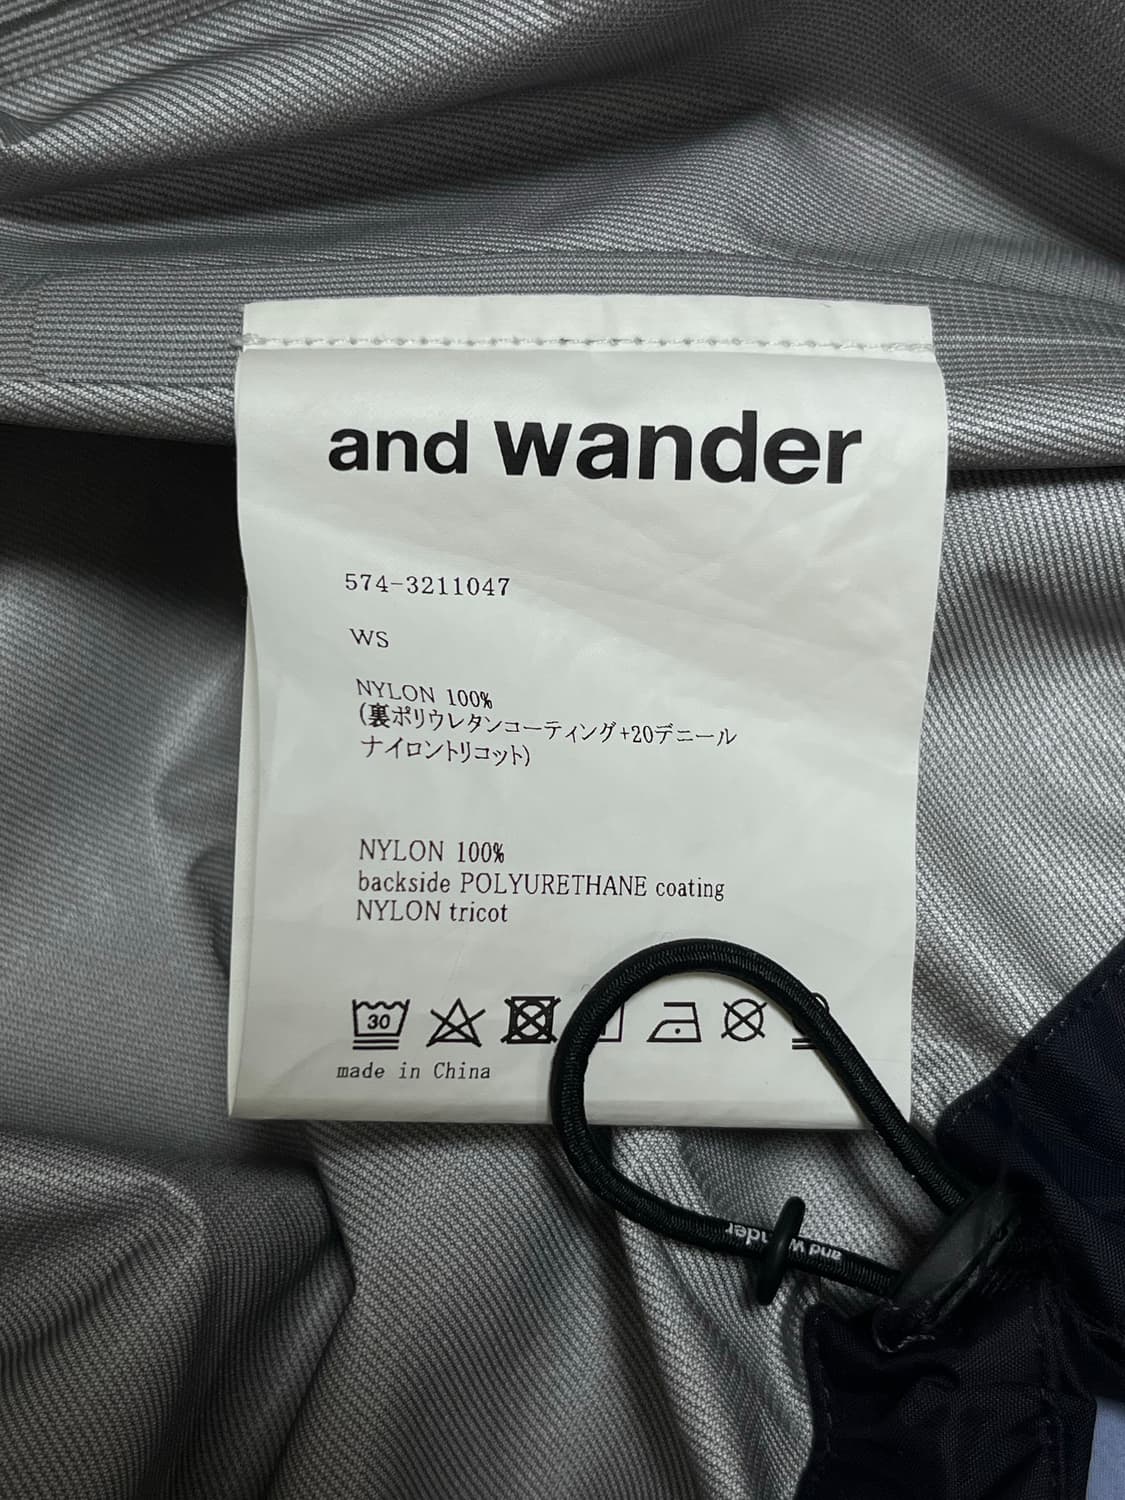 and wander
574-3211047
WS
NYLON 100%
(裏ポリウレタンコーティング+20デニール
ナイロントリコット)
NYLON 100%
backside POLYURETHANE coating
NYLON tricot
30
made in China
and wander